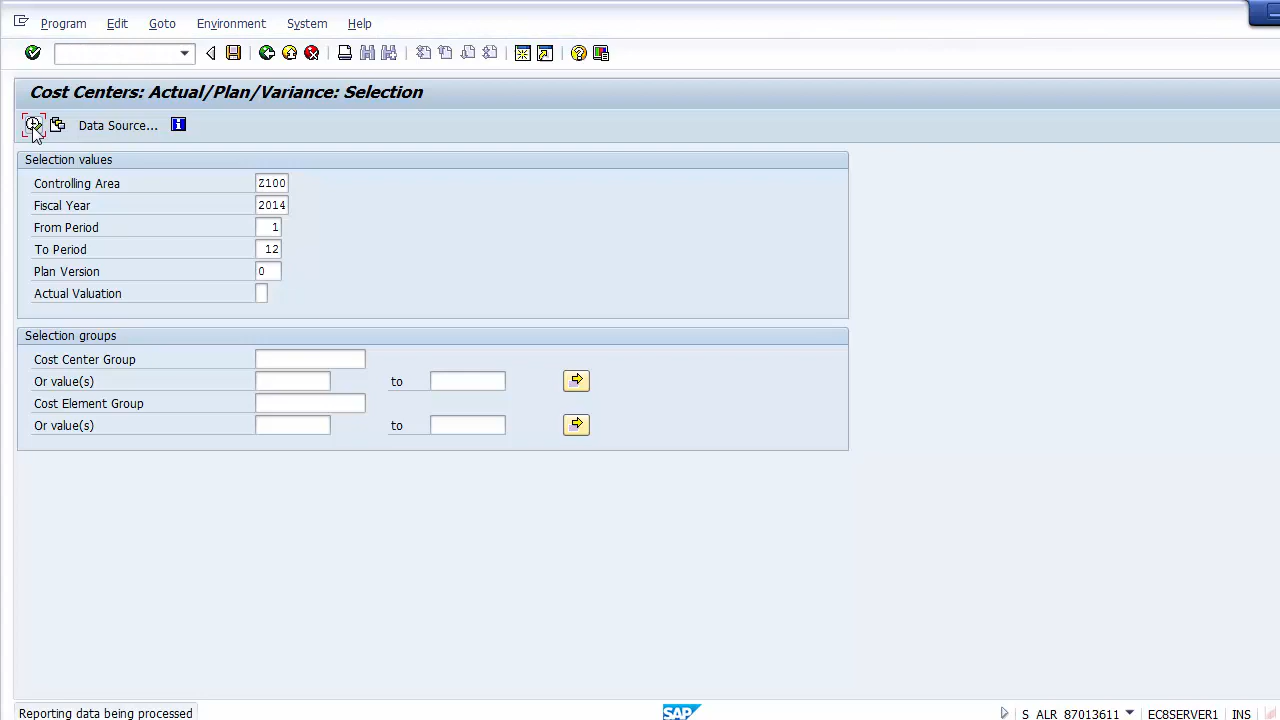 Program Edit Goto Environment System Help
Cost Centers: Actual/Plan/Variance: Selection
Data Source...
Selection values
Controlling Area Z100
Fiscal Year 2014
From Period 1
To Period 12
Plan Version 0
Actual Valuation
Selection groups
Cost Center Group
Or value(s) to
Cost Element Group
Or value(s) to
Reporting data being processed SAP S_ALR_87013611 EC8SERVER1 INS